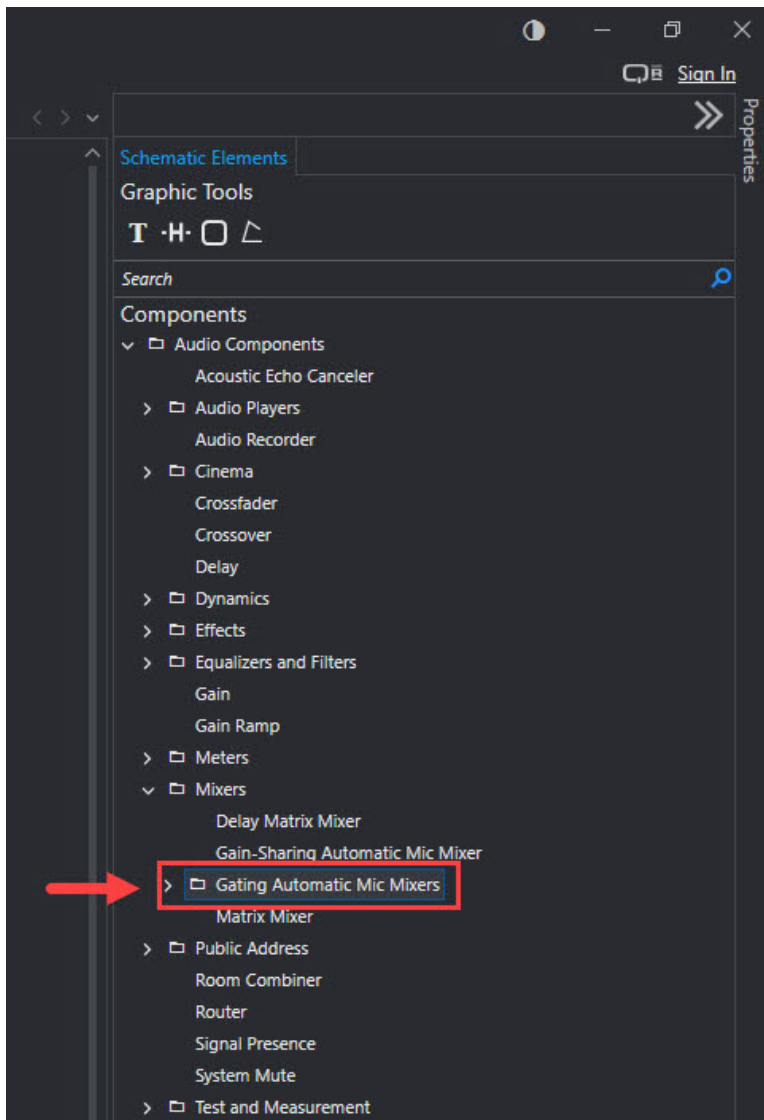 Sign In
Properties
Schematic Elements
Graphic Tools
T ·H·
Search
Components
Audio Components
Acoustic Echo Canceler
Audio Players
Audio Recorder
Cinema
Crossfader
Crossover
Delay
Dynamics
Effects
Equalizers and Filters
Gain
Gain Ramp
Meters
Mixers
Delay Matrix Mixer
Gain-Sharing Automatic Mic Mixer
Gating Automatic Mic Mixers
Matrix Mixer
Public Address
Room Combiner
Router
Signal Presence
System Mute
Test and Measurement